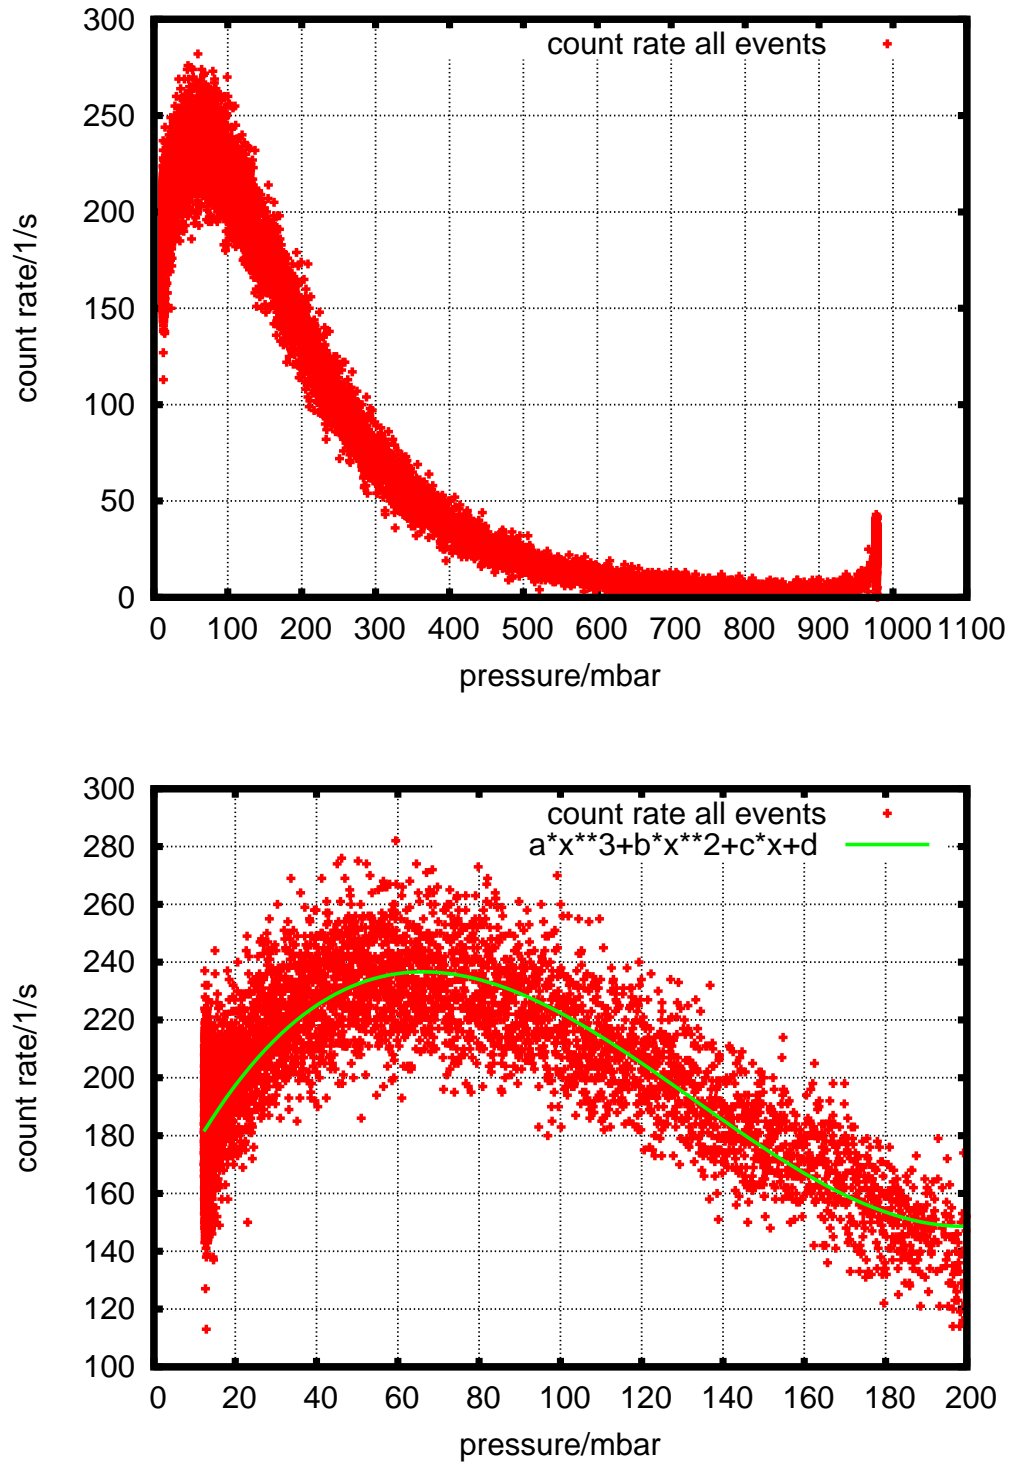 300
250
200
150
100
50
0
count rate/1/s
count rate all events
0 100 200 300 400 500 600 700 800 900 1000 1100
pressure/mbar
300
280
260
240
220
200
180
160
140
120
100
count rate/1/s
count rate all events
a*x**3+b*x**2+c*x+d
0 20 40 60 80 100 120 140 160 180 200
pressure/mbar